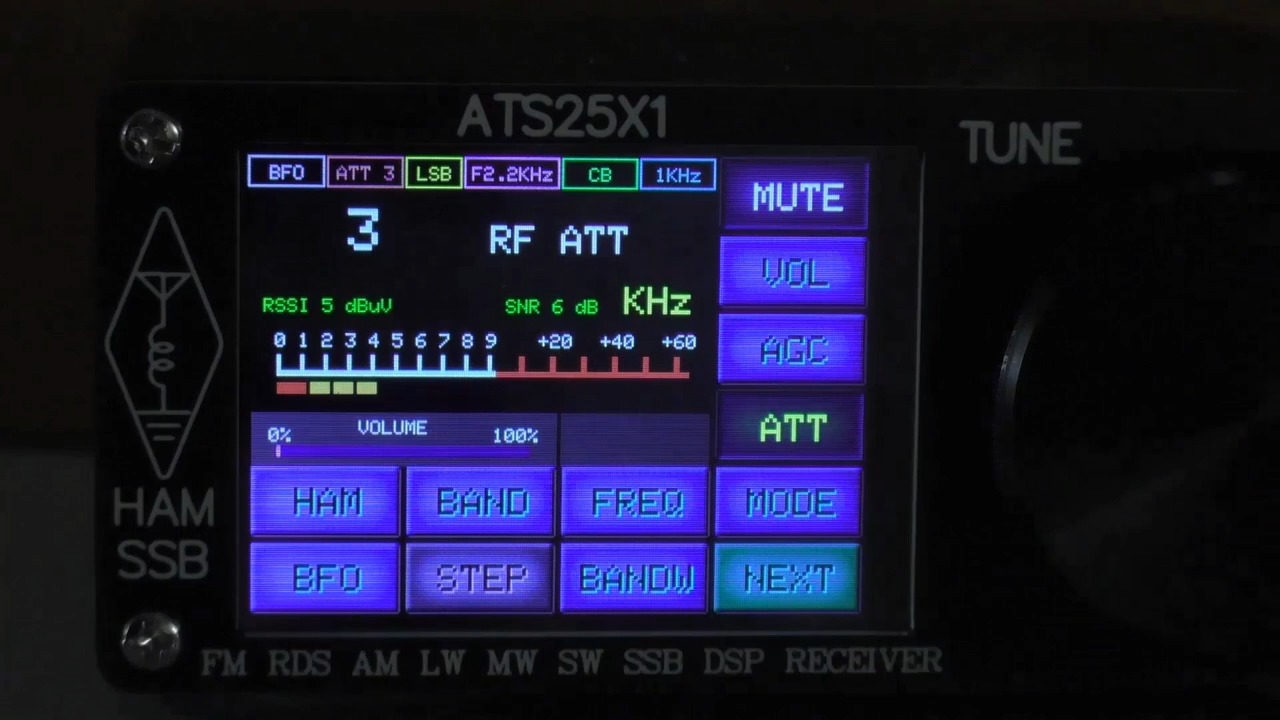 ATS25X1
TUNE
BFO ATT 3 LSB F2.2KHz CB 1KHz
MUTE
3 RF ATT
VOL
RSSI 5 dBuV SNR 6 dB KHz
0 1 2 3 4 5 6 7 8 9 +20 +40 +60
AGC
0% VOLUME 100%
ATT
HAM BAND FREQ MODE
BFO STEP BANDW NEXT
HAM
SSB
FM RDS AM LW MW SW SSB DSP RECEIVER